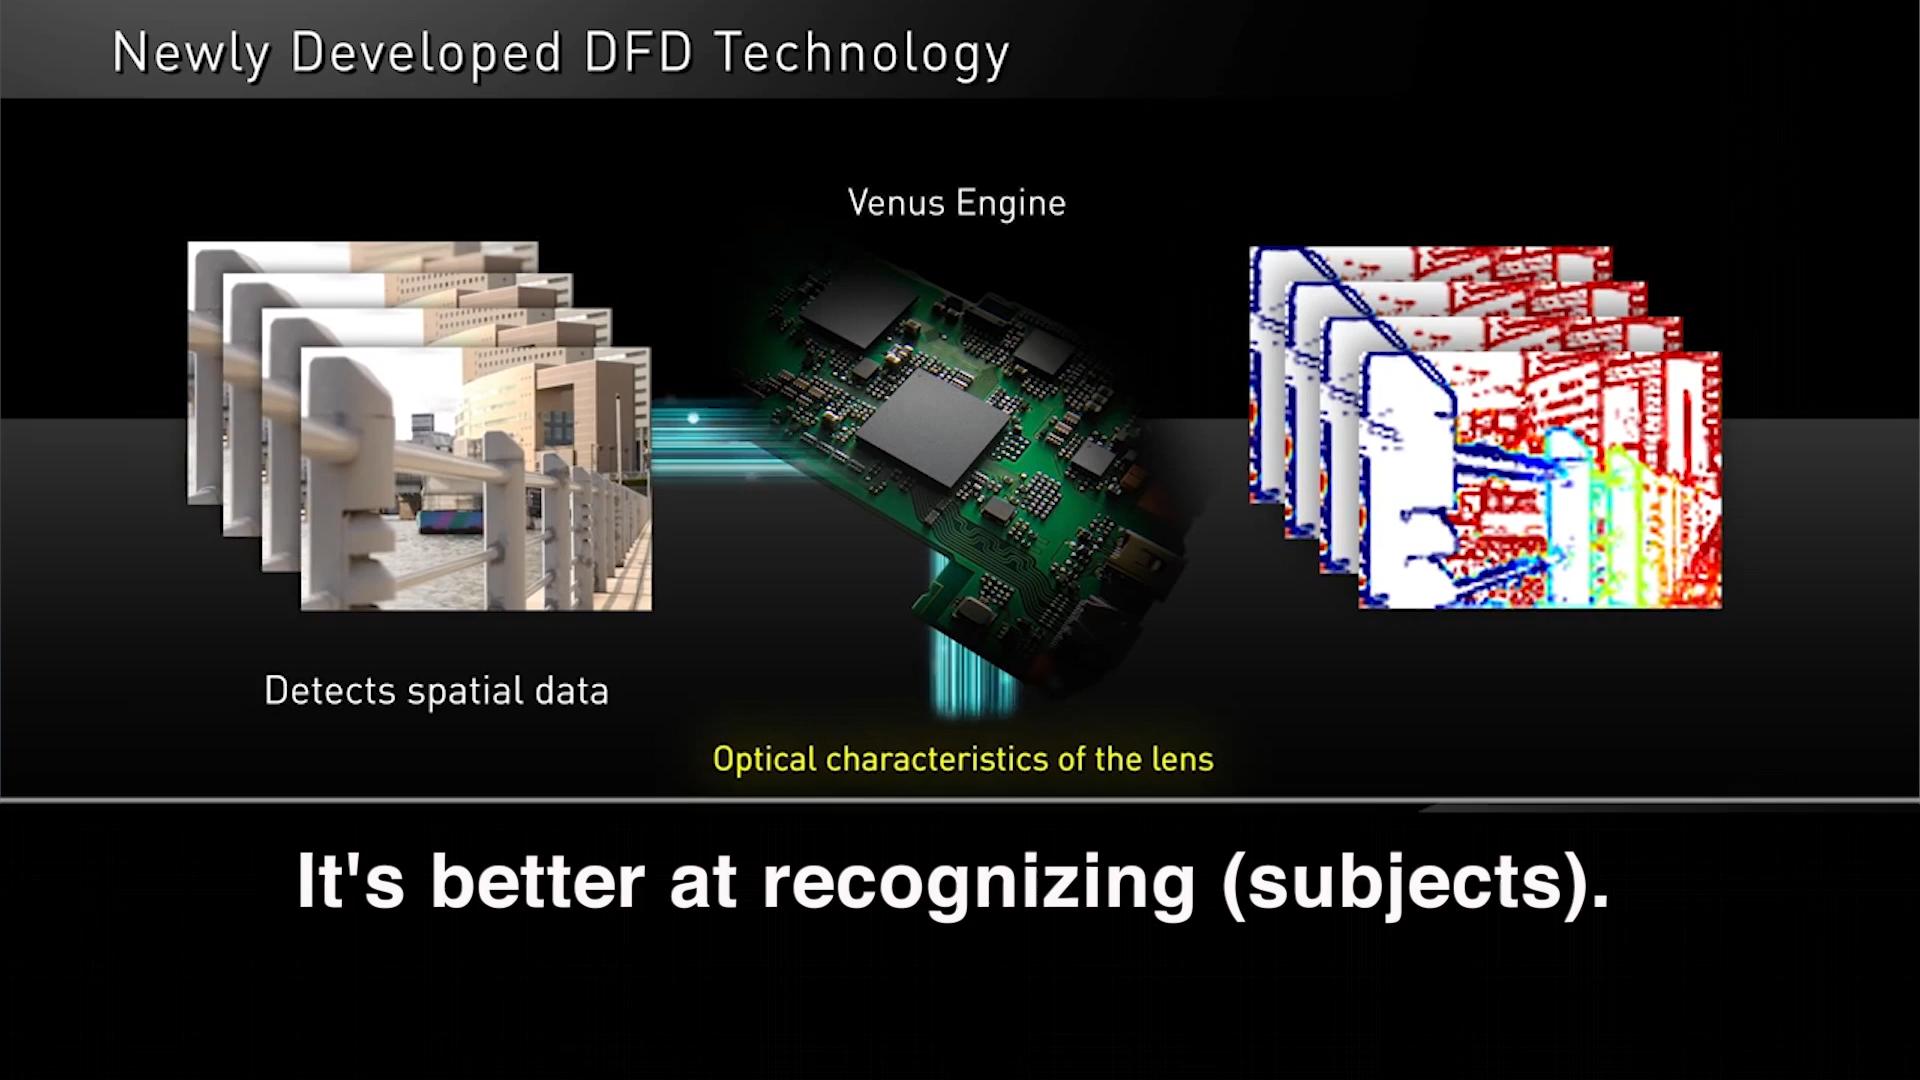 Newly Developed DFD Technology
Venus Engine
Detects spatial data
Optical characteristics of the lens
It's better at recognizing (subjects).